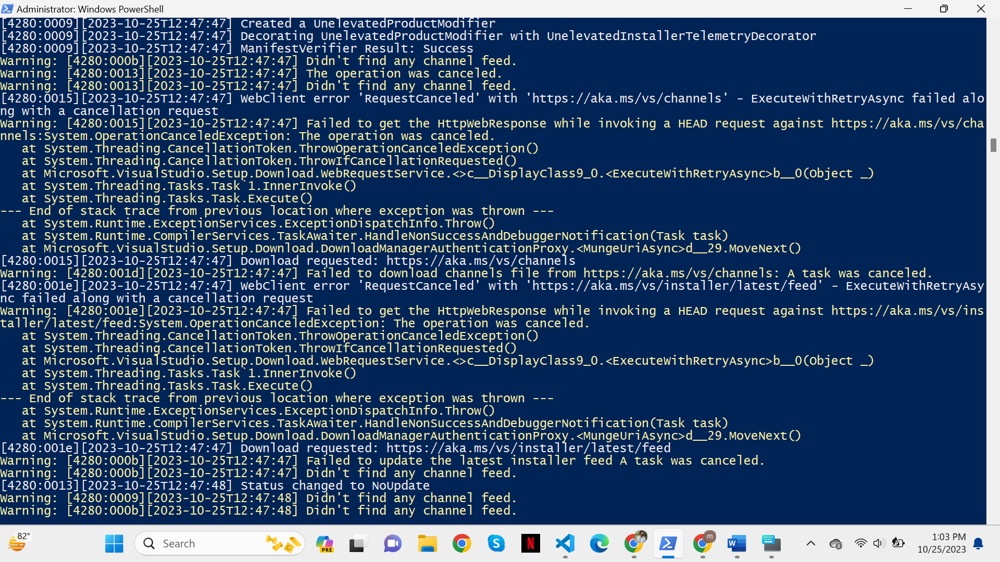 Administrator: Windows PowerShell
[4280:0009][2023-10-25T12:47:47] Created a UnelevatedProductModifier
[4280:0009][2023-10-25T12:47:47] Decorating UnelevatedProductModifier with UnelevatedInstallerTelemetryDecorator
[4280:0009][2023-10-25T12:47:47] ManifestVerifier Result: Success
Warning: [4280:000b][2023-10-25T12:47:47] Didn't find any channel feed.
Warning: [4280:0013][2023-10-25T12:47:47] The operation was canceled.
Warning: [4280:0013][2023-10-25T12:47:47] Didn't find any channel feed.
[4280:0015][2023-10-25T12:47:47] WebClient error 'RequestCanceled' with 'https://aka.ms/vs/channels' - ExecuteWithRetryAsync failed alo
ng with a cancellation request
Warning: [4280:0015][2023-10-25T12:47:47] Failed to get the HttpWebResponse while invoking a HEAD request against https://aka.ms/vs/cha
nnels:System.OperationCanceledException: The operation was canceled.
   at System.Threading.CancellationToken.ThrowOperationCanceledException()
   at System.Threading.CancellationToken.ThrowIfCancellationRequested()
   at Microsoft.VisualStudio.Setup.Download.WebRequestService.<>c__DisplayClass9_0.<ExecuteWithRetryAsync>b__0(Object _)
   at System.Threading.Tasks.Task`1.InnerInvoke()
   at System.Threading.Tasks.Task.Execute()
--- End of stack trace from previous location where exception was thrown ---
   at System.Runtime.ExceptionServices.ExceptionDispatchInfo.Throw()
   at System.Runtime.CompilerServices.TaskAwaiter.HandleNonSuccessAndDebuggerNotification(Task task)
   at Microsoft.VisualStudio.Setup.Download.DownloadManagerAuthenticationProxy.<MungeUriAsync>d__29.MoveNext()
[4280:0015][2023-10-25T12:47:47] Download requested: https://aka.ms/vs/channels
Warning: [4280:001d][2023-10-25T12:47:47] Failed to download channels file from https://aka.ms/vs/channels: A task was canceled.
[4280:001e][2023-10-25T12:47:47] WebClient error 'RequestCanceled' with 'https://aka.ms/vs/installer/latest/feed' - ExecuteWithRetryAsy
nc failed along with a cancellation request
Warning: [4280:001e][2023-10-25T12:47:47] Failed to get the HttpWebResponse while invoking a HEAD request against https://aka.ms/vs/ins
taller/latest/feed:System.OperationCanceledException: The operation was canceled.
   at System.Threading.CancellationToken.ThrowOperationCanceledException()
   at System.Threading.CancellationToken.ThrowIfCancellationRequested()
   at Microsoft.VisualStudio.Setup.Download.WebRequestService.<>c__DisplayClass9_0.<ExecuteWithRetryAsync>b__0(Object _)
   at System.Threading.Tasks.Task`1.InnerInvoke()
   at System.Threading.Tasks.Task.Execute()
--- End of stack trace from previous location where exception was thrown ---
   at System.Runtime.ExceptionServices.ExceptionDispatchInfo.Throw()
   at System.Runtime.CompilerServices.TaskAwaiter.HandleNonSuccessAndDebuggerNotification(Task task)
   at Microsoft.VisualStudio.Setup.Download.DownloadManagerAuthenticationProxy.<MungeUriAsync>d__29.MoveNext()
[4280:001e][2023-10-25T12:47:47] Download requested: https://aka.ms/vs/installer/latest/feed
Warning: [4280:000b][2023-10-25T12:47:47] Failed to update the latest installer feed A task was canceled.
Warning: [4280:000b][2023-10-25T12:47:47] Didn't find any channel feed.
[4280:0013][2023-10-25T12:47:48] Status changed to NoUpdate
Warning: [4280:0009][2023-10-25T12:47:48] Didn't find any channel feed.
Warning: [4280:000b][2023-10-25T12:47:48] Didn't find any channel feed.
82°
Search
PRE
S
N
m
W
1:03 PM
10/25/2023